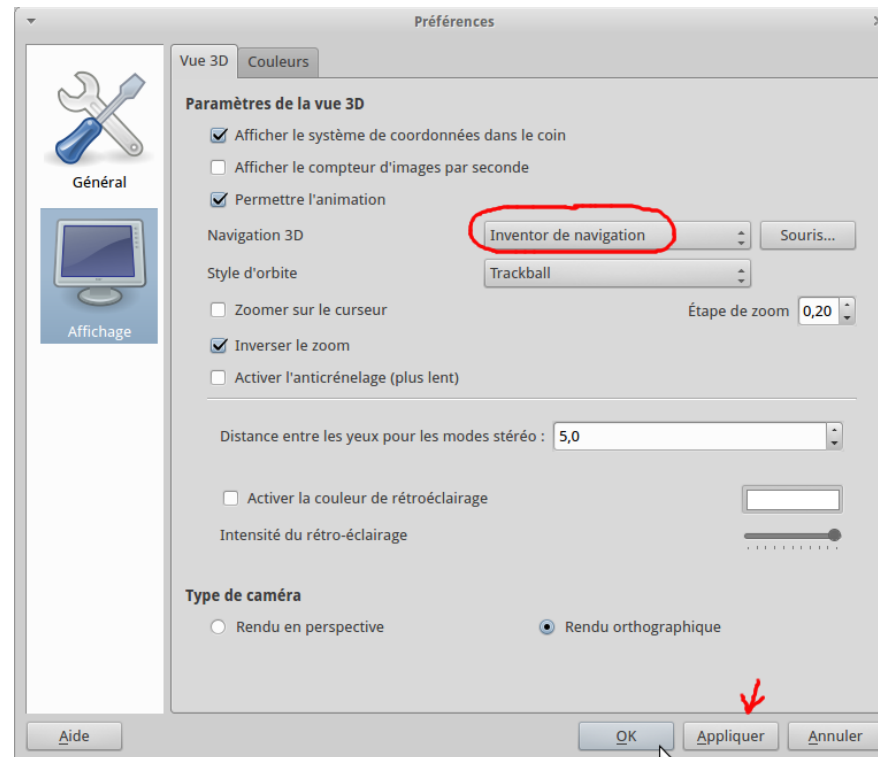 Préférences
Vue 3D Couleurs
Général
Affichage
Paramètres de la vue 3D
Afficher le système de coordonnées dans le coin
Afficher le compteur d'images par seconde
Permettre l'animation
Navigation 3D Inventor de navigation Souris...
Style d'orbite Trackball
Zoomer sur le curseur Étape de zoom 0,20
Inverser le zoom
Activer l'anticrénelage (plus lent)
Distance entre les yeux pour les modes stéréo : 5,0
Activer la couleur de rétroéclairage
Intensité du rétro-éclairage
Type de caméra
Rendu en perspective Rendu orthographique
Aide OK Appliquer Annuler